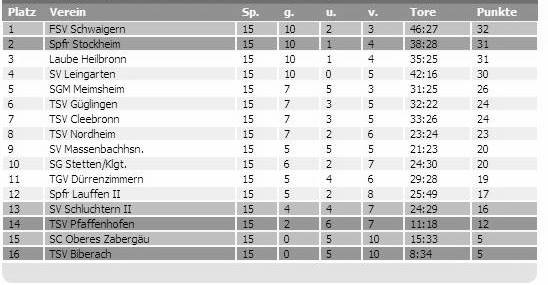 Platz Verein Sp. g. u. v. Tore Punkte
1 FSV Schwaigern 15 10 2 3 46:27 32
2 Spfr Stockheim 15 10 1 4 38:28 31
3 Laube Heilbronn 15 10 1 4 35:25 31
4 SV Leingarten 15 10 0 5 42:16 30
5 SGM Meimsheim 15 7 5 3 31:25 26
6 TSV Güglingen 15 7 3 5 32:22 24
7 TSV Cleebronn 15 7 3 5 33:26 24
8 TSV Nordheim 15 7 2 6 23:24 23
9 SV Massenbachhsn. 15 5 5 5 21:23 20
10 SG Stetten/Klgt. 15 6 2 7 24:30 20
11 TGV Dürrenzimmern 15 5 4 6 29:28 19
12 Spfr Lauffen II 15 5 2 8 25:49 17
13 SV Schluchtern II 15 4 4 7 24:29 16
14 TSV Pfaffenhofen 15 2 6 7 11:18 12
15 SC Oberes Zabergäu 15 0 5 10 15:33 5
16 TSV Biberach 15 0 5 10 8:34 5